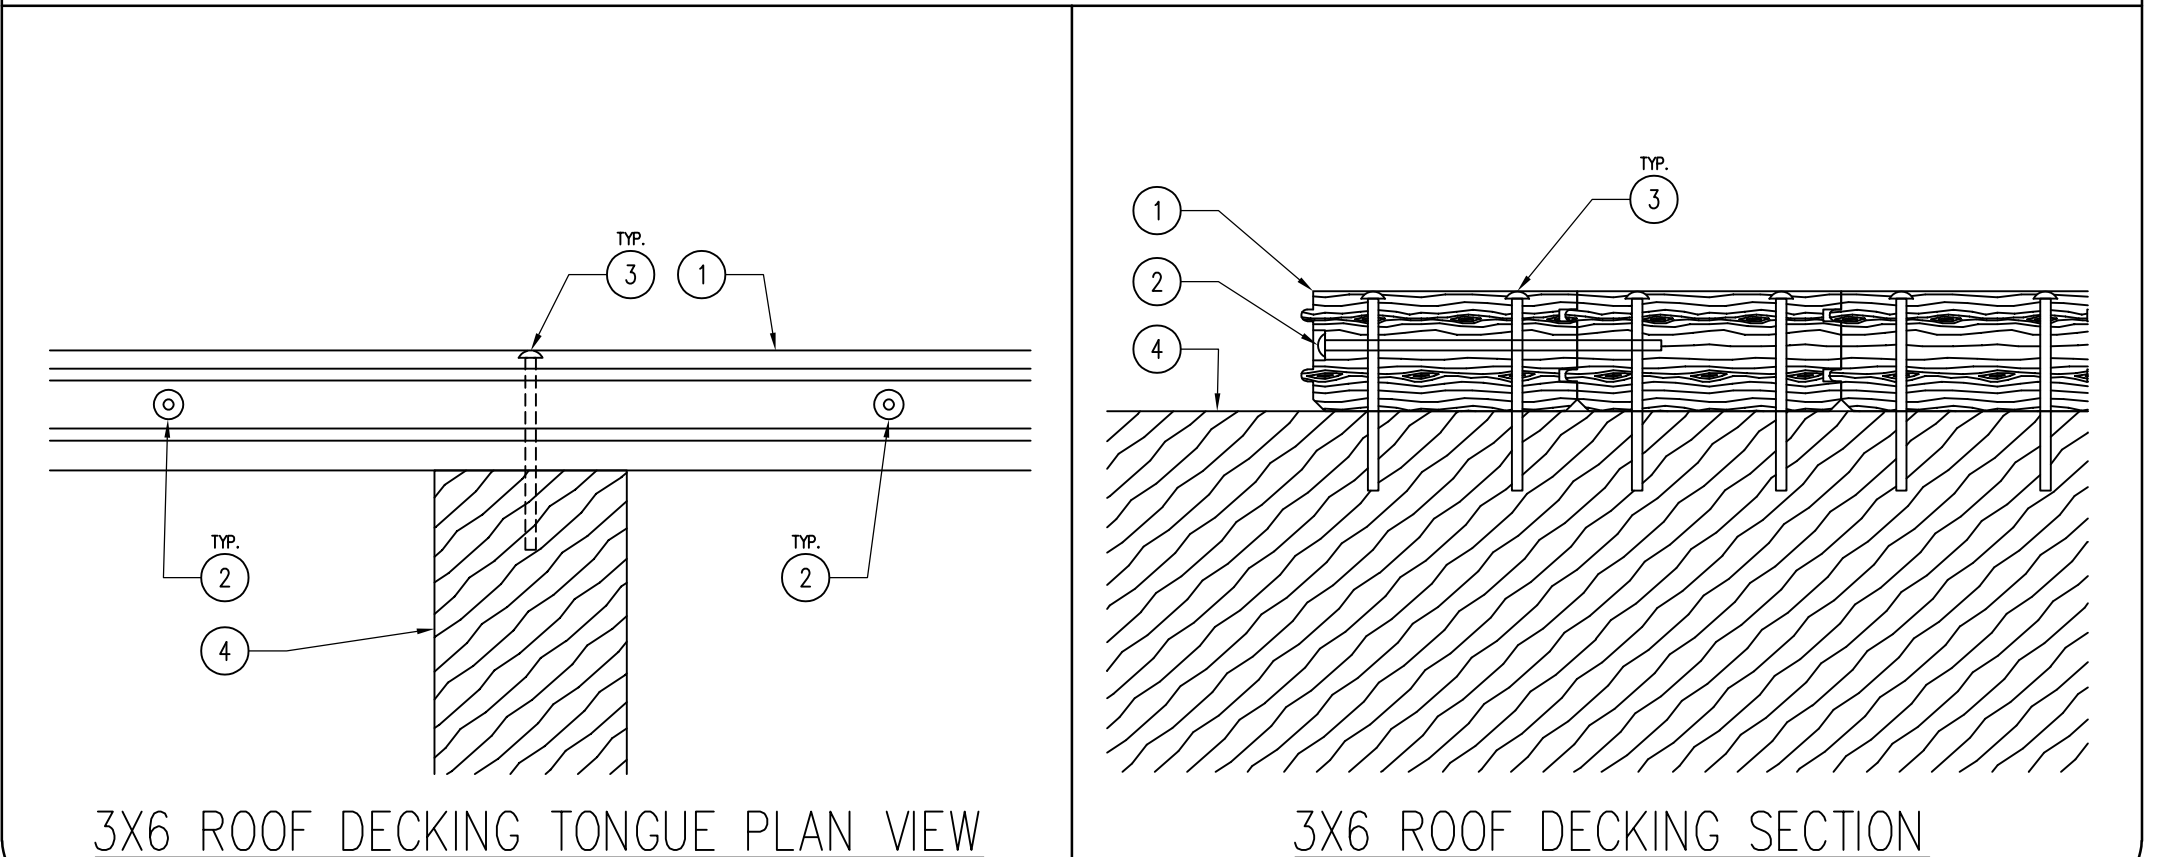 TYP.
3
1
TYP.
2
TYP.
2
4
3X6 ROOF DECKING TONGUE PLAN VIEW
TYP.
3
1
2
4
3X6 ROOF DECKING SECTION